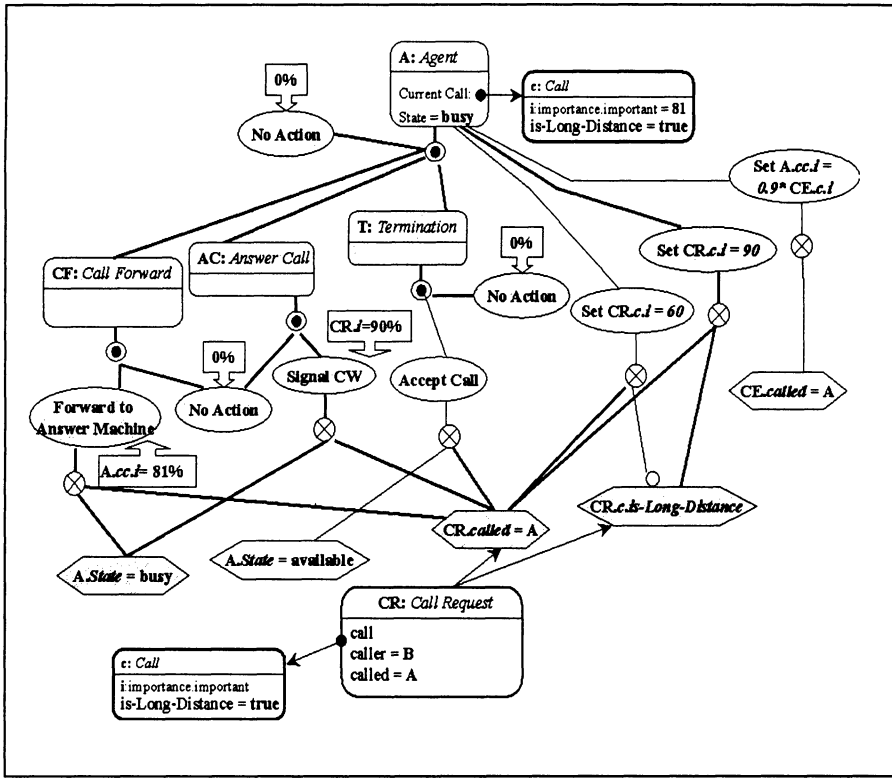 A: Agent
Current Call:
State = busy
c: Call
i:importance.important = 81
is-Long-Distance = true
0%
No Action
Set A.cc.i =
0.9* CE.c.i
CF: Call Forward
AC: Answer Call
T: Termination
0%
No Action
Set CR.c.i = 90
Set CR.c.i = 60
0%
CR.i=90%
Signal CW
Accept Call
CE.called = A
Forward to
Answer Machine
No Action
A.cc.i= 81%
CR.called = A
CR.c.is-Long-Distance
A.State = busy
A.State = available
CR: Call Request
call
caller = B
called = A
c: Call
i:importance.important
is-Long-Distance = true